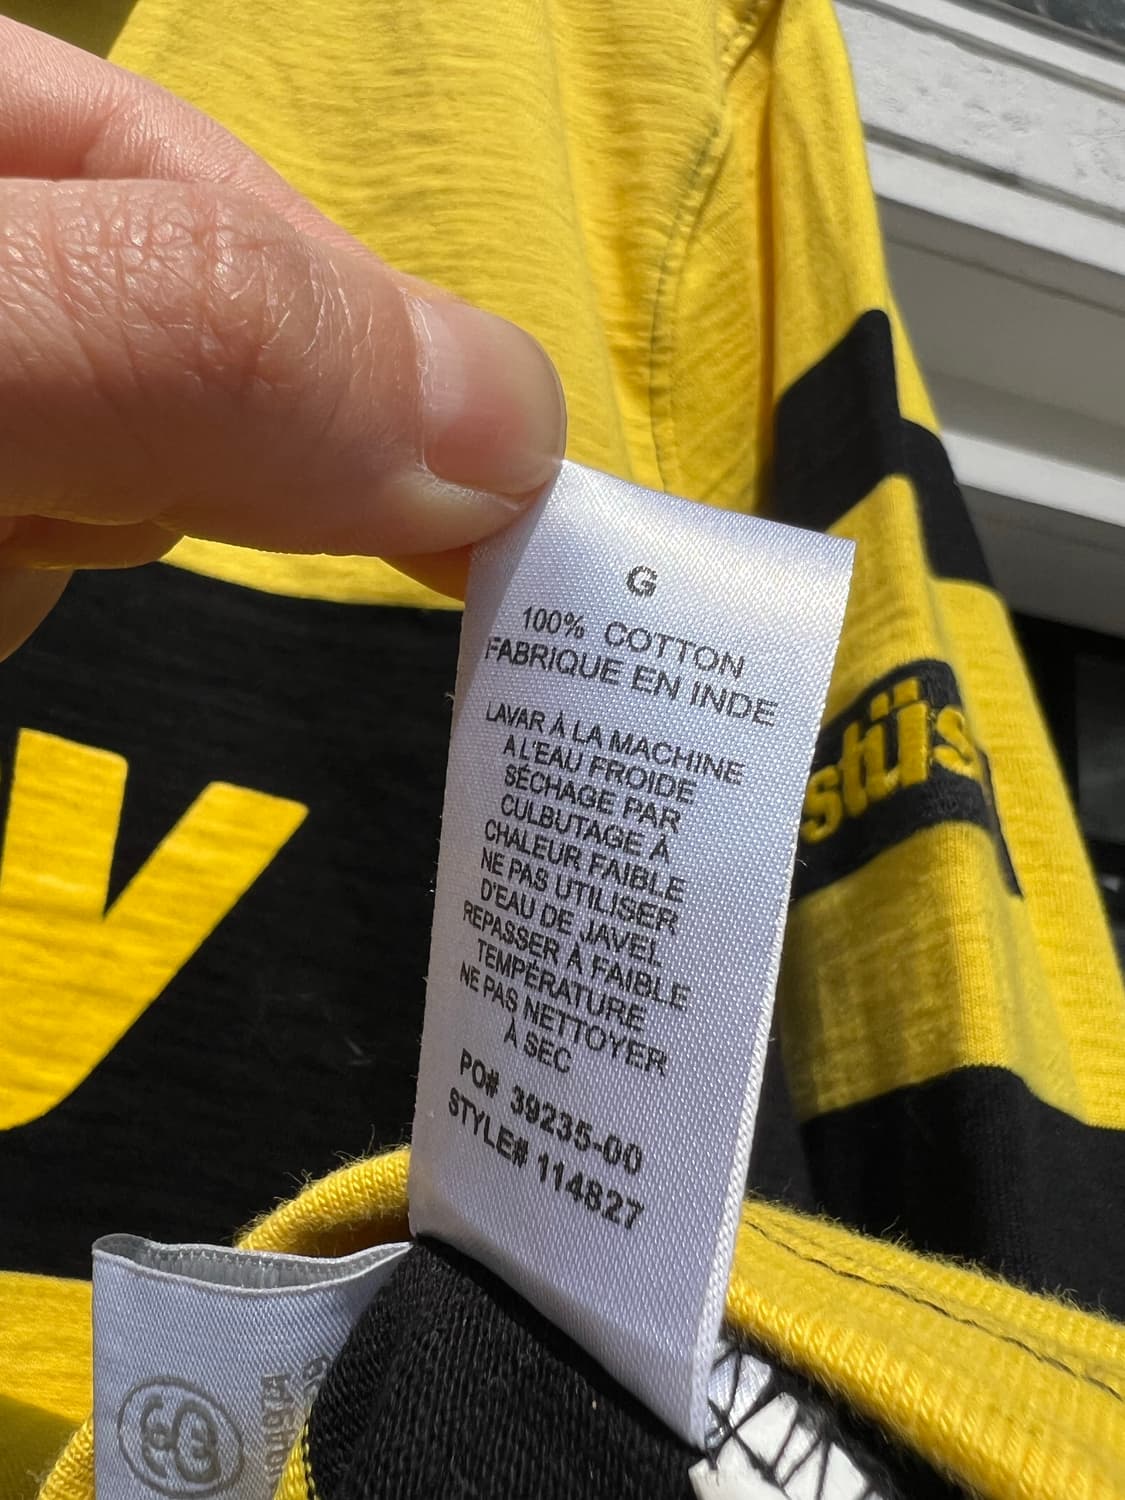 G
100% COTTON
FABRIQUE EN INDE
LAVAR À LA MACHINE
A L'EAU FROIDE
SÉCHAGE PAR
CULBUTAGE À
CHALEUR FAIBLE
NE PAS UTILISER
D'EAU DE JAVEL
REPASSER À FAIBLE
TEMPÉRATURE
NE PAS NETTOYER
À SEC
PO# 39235-00
STYLE# 114827
stüs
y